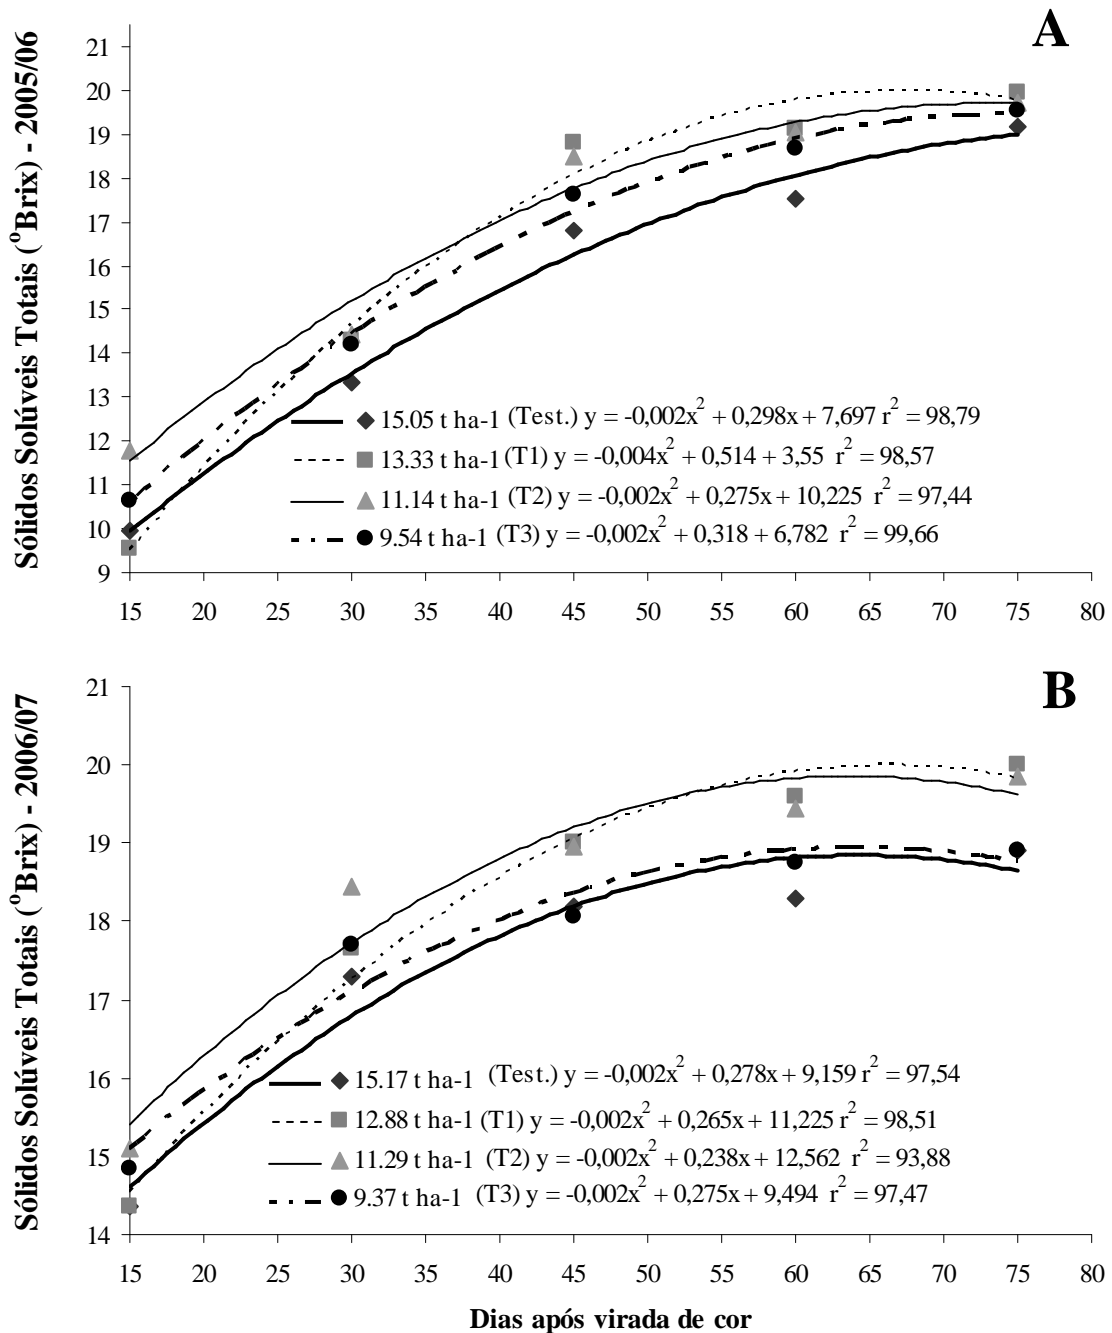 A
Sólidos Solúveis Totais (ºBrix) - 2005/06
21
20
19
18
17
16
15
14
13
12
11
10
9
15.05 t ha-1 (Test.) y = -0,002x² + 0,298x + 7,697 r² = 98,79
13.33 t ha-1 (T1) y = -0,004x² + 0,514 + 3,55 r² = 98,57
11.14 t ha-1 (T2) y = -0,002x² + 0,275x + 10,225 r² = 97,44
9.54 t ha-1 (T3) y = -0,002x² + 0,318x + 6,782 r² = 99,66
15 20 25 30 35 40 45 50 55 60 65 70 75 80
B
Sólidos Solúveis Totais (ºBrix) - 2006/07
21
20
19
18
17
16
15
14
15.17 t ha-1 (Test.) y = -0,002x² + 0,278x + 9,159 r² = 97,54
12.88 t ha-1 (T1) y = -0,002x² + 0,265x + 11,225 r² = 98,51
11.29 t ha-1 (T2) y = -0,002x² + 0,238x + 12,562 r² = 93,88
9.37 t ha-1 (T3) y = -0,002x² + 0,275x + 9,494 r² = 97,47
15 20 25 30 35 40 45 50 55 60 65 70 75 80
Dias após virada de cor